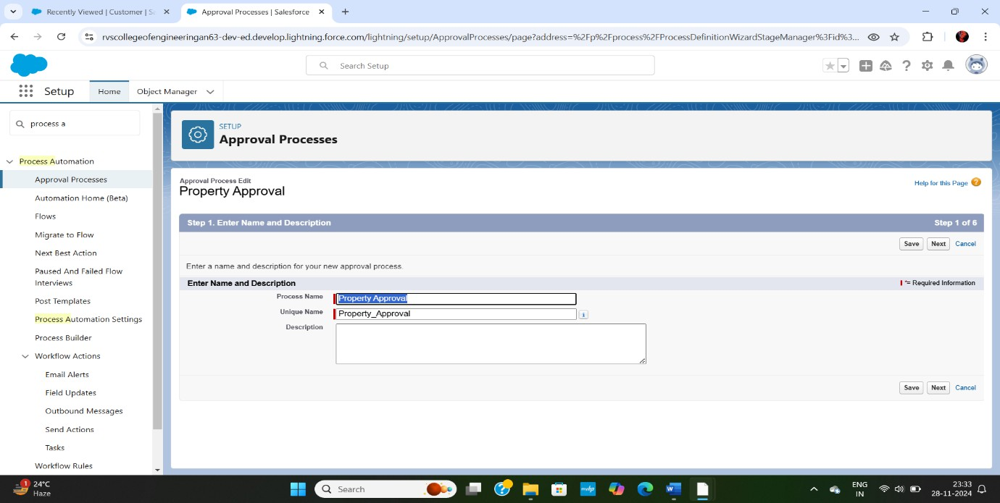 Recently Viewed | Customer | Sa
Approval Processes | Salesforce
rvscollegeofengineeringan63-dev-ed.develop.lightning.force.com/lightning/setup/ApprovalProcesses/page?address=%2Fp%2Fprocess%2FProcessDefinitionWizardStageManager%3Fid%3...
Search Setup
Setup
Home
Object Manager
process a
Process Automation
Approval Processes
Automation Home (Beta)
Flows
Migrate to Flow
Next Best Action
Paused And Failed Flow
Interviews
Post Templates
Process Automation Settings
Process Builder
Workflow Actions
Email Alerts
Field Updates
Outbound Messages
Send Actions
Tasks
Workflow Rules
SETUP
Approval Processes
Approval Process Edit
Property Approval
Help for this Page ?
Step 1. Enter Name and Description
Step 1 of 6
Save Next Cancel
Enter a name and description for your new approval process.
Enter Name and Description
= Required Information
Process Name Property Approval
Unique Name Property_Approval i
Description
Save Next Cancel
1
24°C
Haze
Search
myhp
W
ENG
IN
23:33
28-11-2024